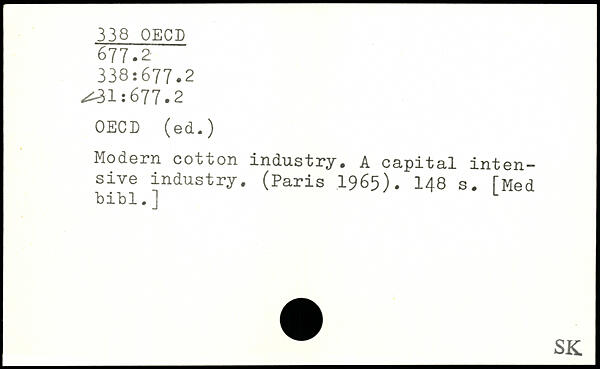 338 OECD
677.2
338:677.2
31:677.2
OECD (ed.)
Modern cotton industry. A capital inten-
sive industry. (Paris 1965). 148 s. [Med
bibl.]
SK